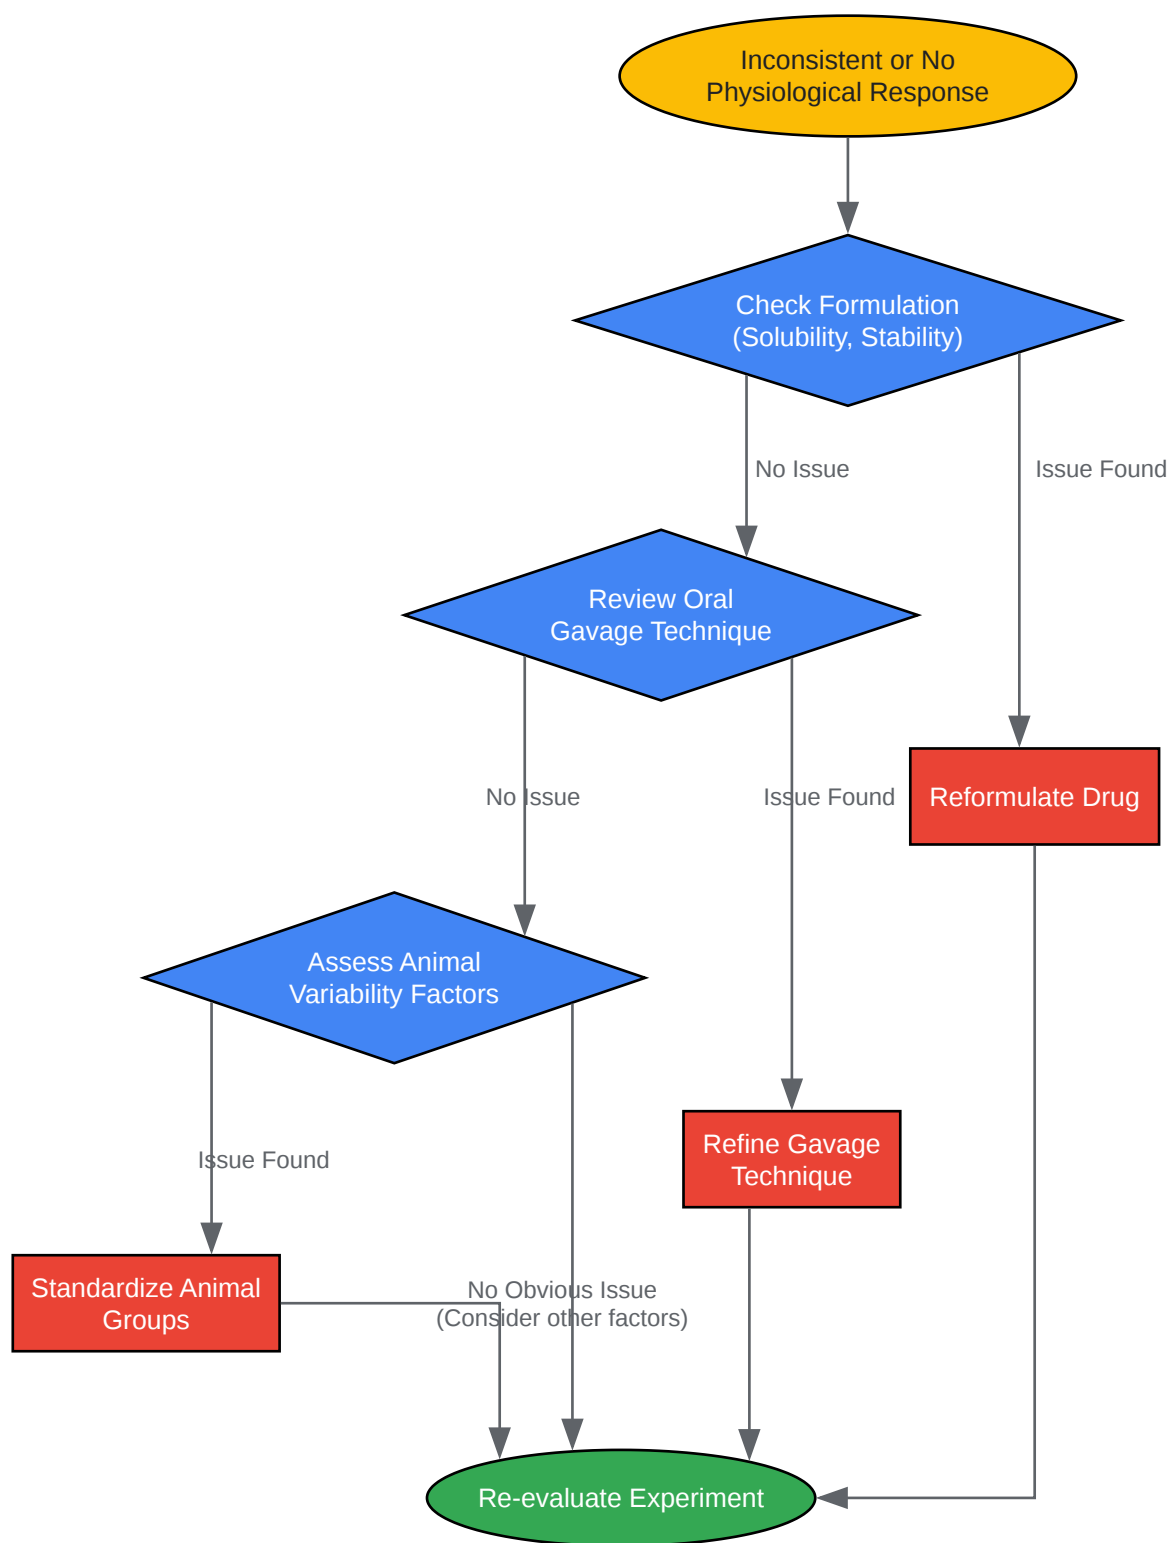 Inconsistent or No
Physiological Response
Check Formulation
(Solubility, Stability)
No Issue
Issue Found
Review Oral
Gavage Technique
No Issue
Issue Found
Reformulate Drug
Assess Animal
Variability Factors
Issue Found
Refine Gavage
Technique
Standardize Animal
Groups
No Obvious Issue
(Consider other factors)
Re-evaluate Experiment